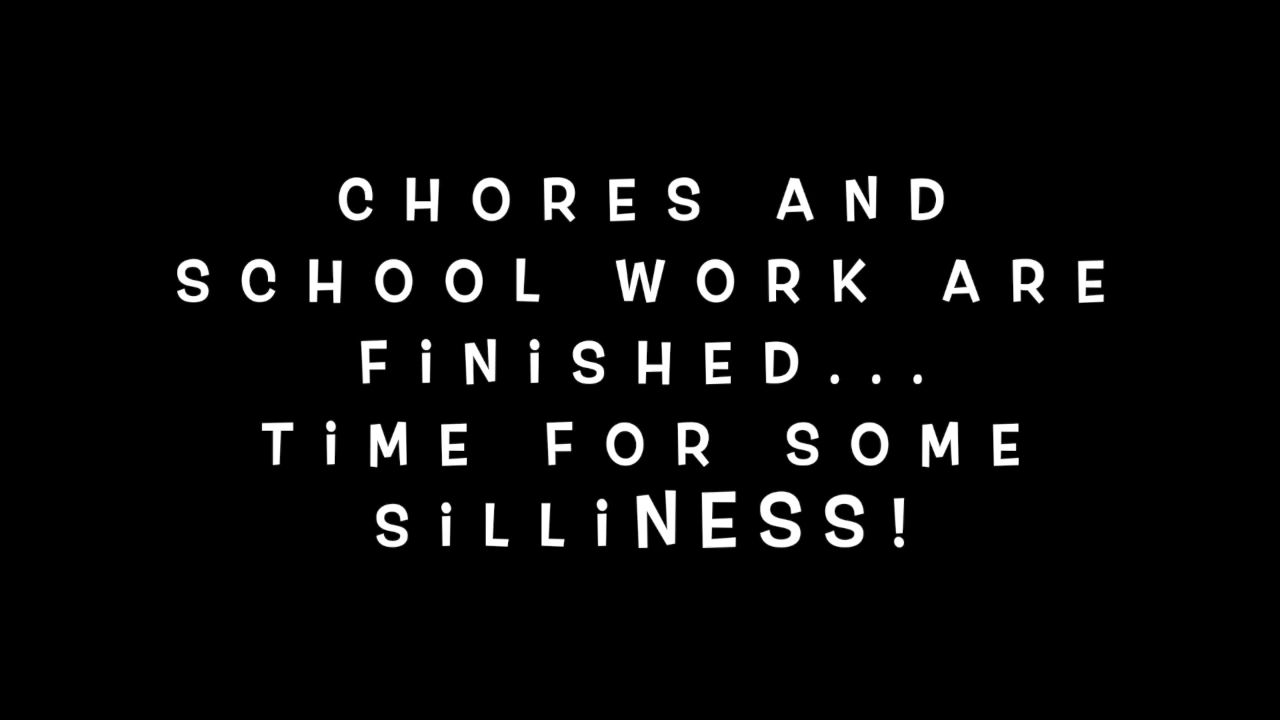 CHORES AND
SCHOOL WORK ARE
FiNiSHED...
TiME FOR SOME
SiLLiNESS!